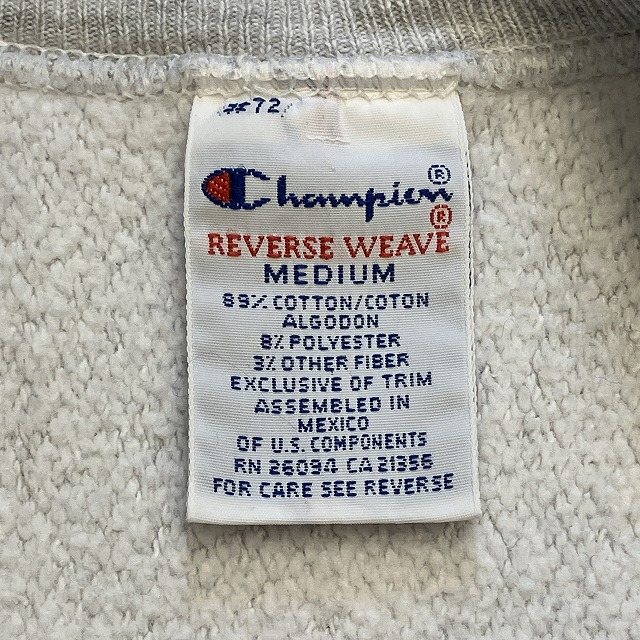 #72
Champion®
REVERSE WEAVE®
MEDIUM
89% COTTON/COTON
ALGODON
8% POLYESTER
3% OTHER FIBER
EXCLUSIVE OF TRIM
ASSEMBLED IN
MEXICO
OF U.S. COMPONENTS
RN 26094 CA 21356
FOR CARE SEE REVERSE